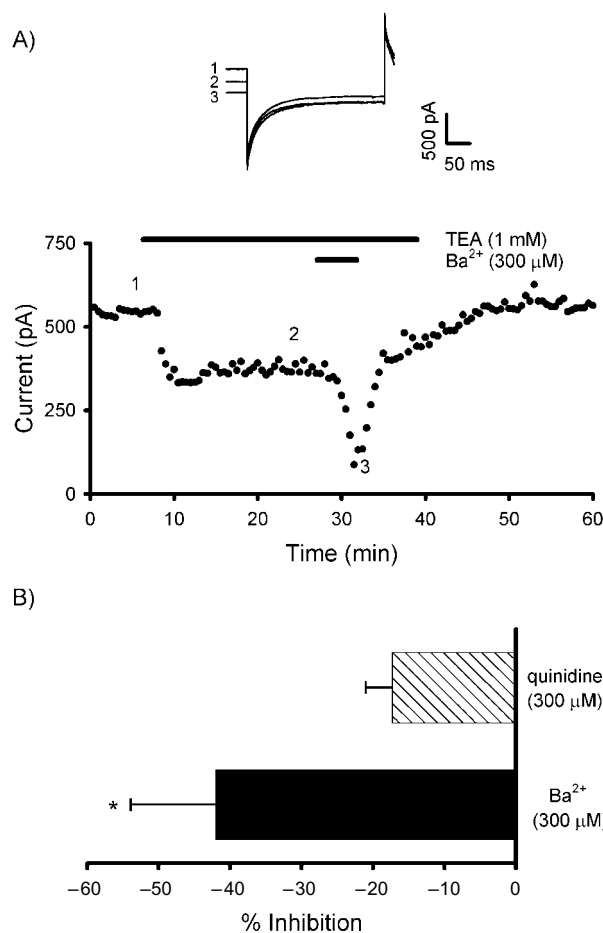 A)
1
2
3
500 pA
50 ms
TEA (1 mM)
Ba²⁺ (300 μM)
750
500
250
0
Current (pA)
1
2
3
0 10 20 30 40 50 60
Time (min)
B)
quinidine
(300 μM)
*
Ba²⁺
(300 μM)
–60 –50 –40 –30 –20 –10 0
% Inhibition